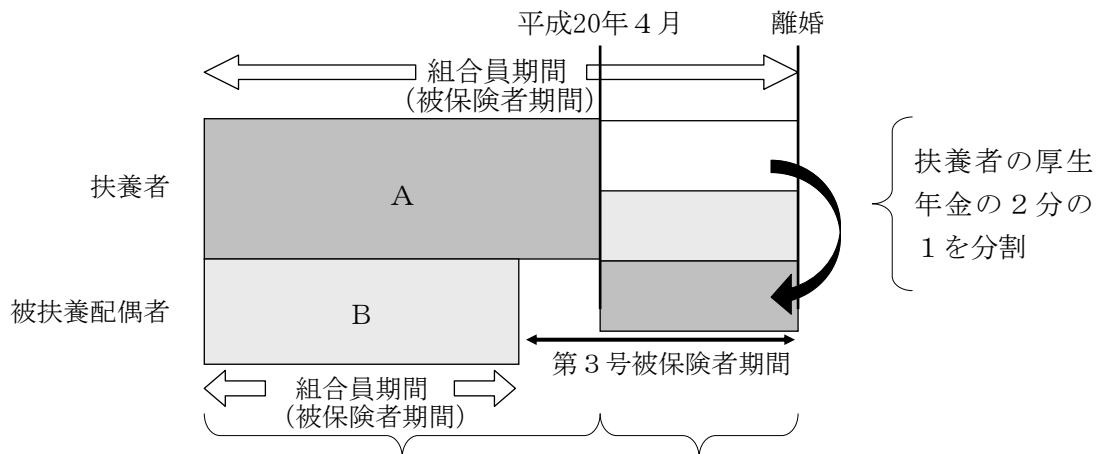 平成20年４月
離婚
組合員期間
（被保険者期間）
扶養者
Ａ
扶養者の厚生
年金の２分の
１を分割
被扶養配偶者
Ｂ
第３号被保険者期間
組合員期間
（被保険者期間）